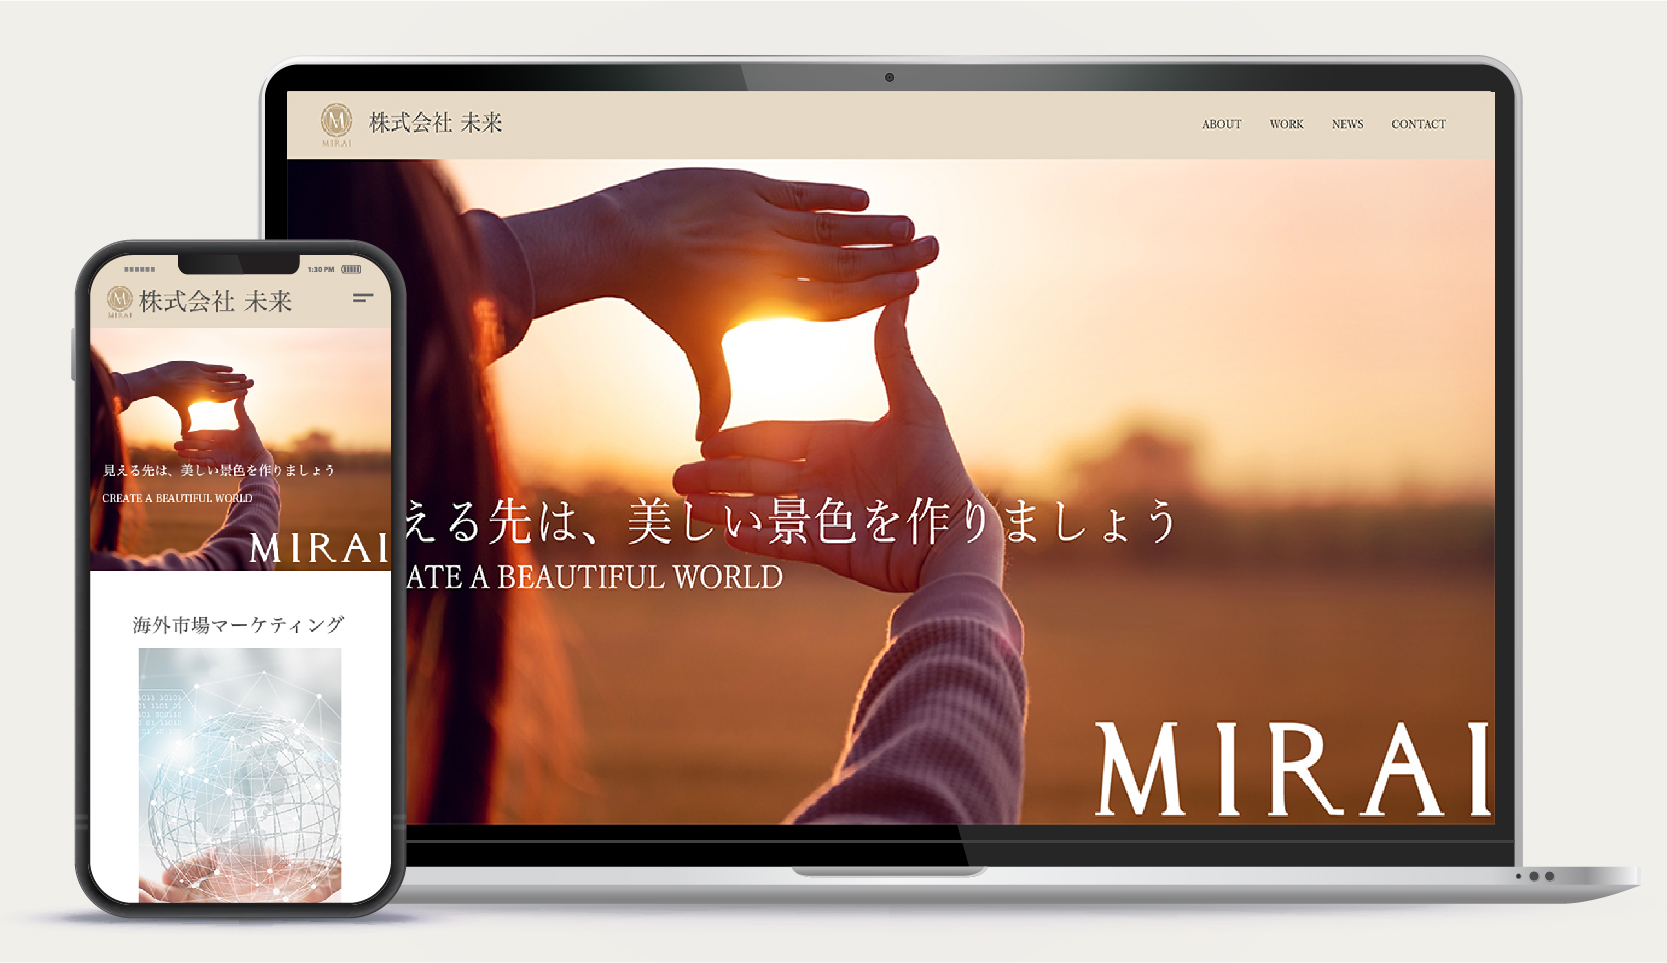 M
MIRAI
株式会社 未来
ABOUT
WORK
NEWS
CONTACT
える先は、美しい景色を作りましょう
ATE A BEAUTIFUL WORLD
MIRAI
1:30 PM
M
MIRAI
株式会社 未来
見える先は、美しい景色を作りましょう
CREATE A BEAUTIFUL WORLD
MIRAI
海外市場マーケティング